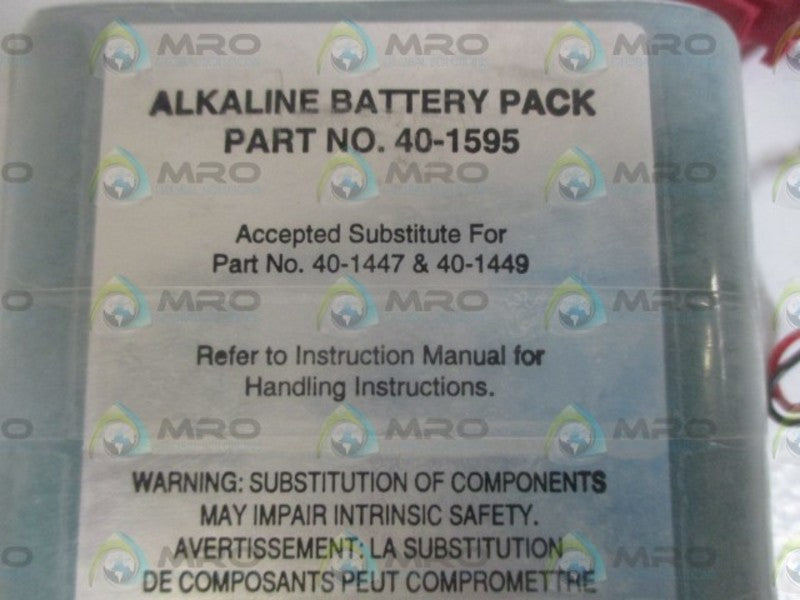 ALKALINE BATTERY PACK
PART NO. 40-1595
Accepted Substitute For
Part No. 40-1447 & 40-1449
Refer to Instruction Manual for
Handling Instructions.
WARNING: SUBSTITUTION OF COMPONENTS
MAY IMPAIR INTRINSIC SAFETY.
AVERTISSEMENT: LA SUBSTITUTION
DE COMPOSANTS PEUT COMPROMETTRE
MRO